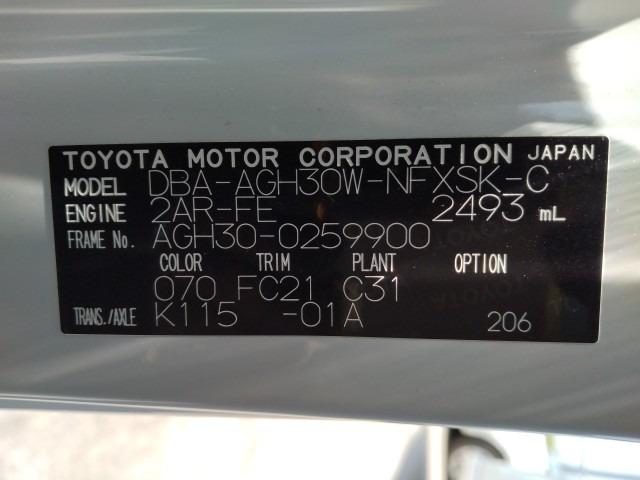 TOYOTA MOTOR CORPORATION JAPAN
MODEL DBA-AGH30W-NFXSK-C
ENGINE 2AR-FE 2493 mL
FRAME No. AGH30-0259900
COLOR TRIM PLANT OPTION
070 FC21 C31
TRANS./AXLE K115 -01A 206